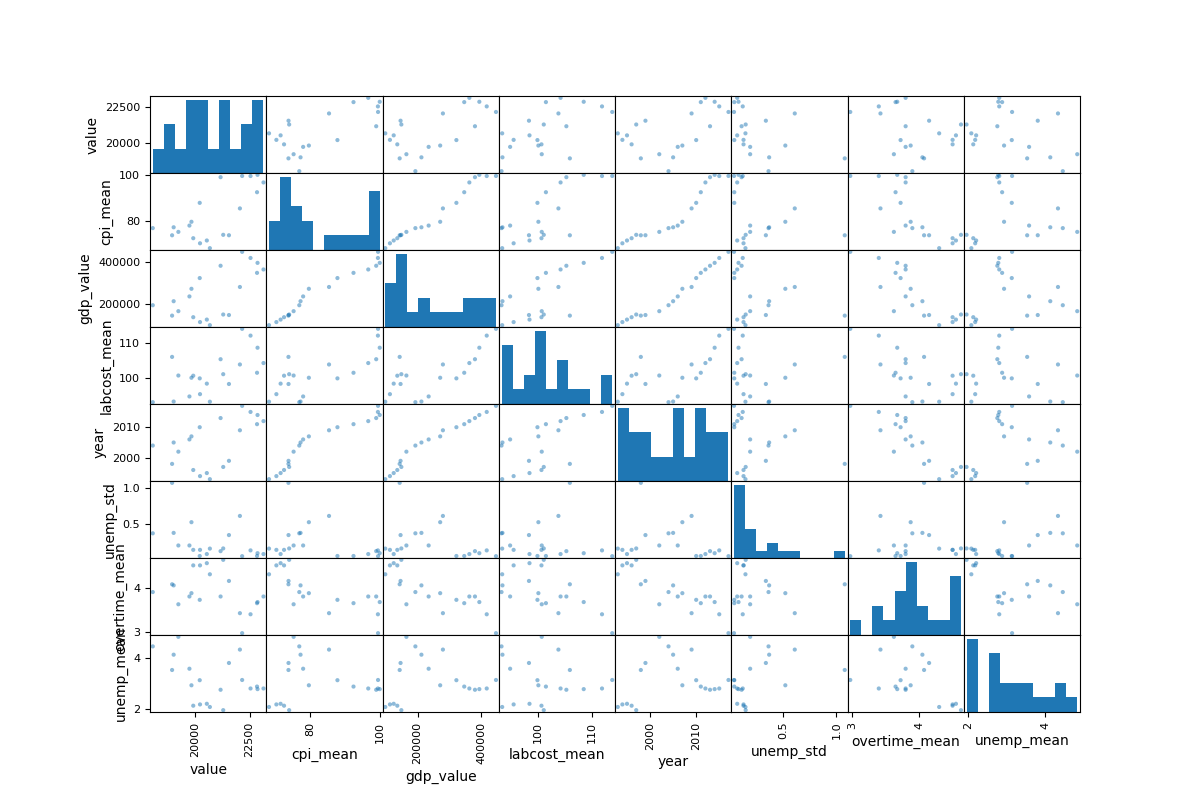 value
22500
20000
cpi_mean
100
80
gdp_value
400000
200000
labcost_mean
110
100
year
2010
2000
unemp_std
1.0
0.5
overtime_mean
4
3
unemp_mean
4
2
20000 22500 80 100 200000 400000 100 110 2000 2010 0.5 1.0 3 4 2 4
value cpi_mean gdp_value labcost_mean year unemp_std overtime_mean unemp_mean